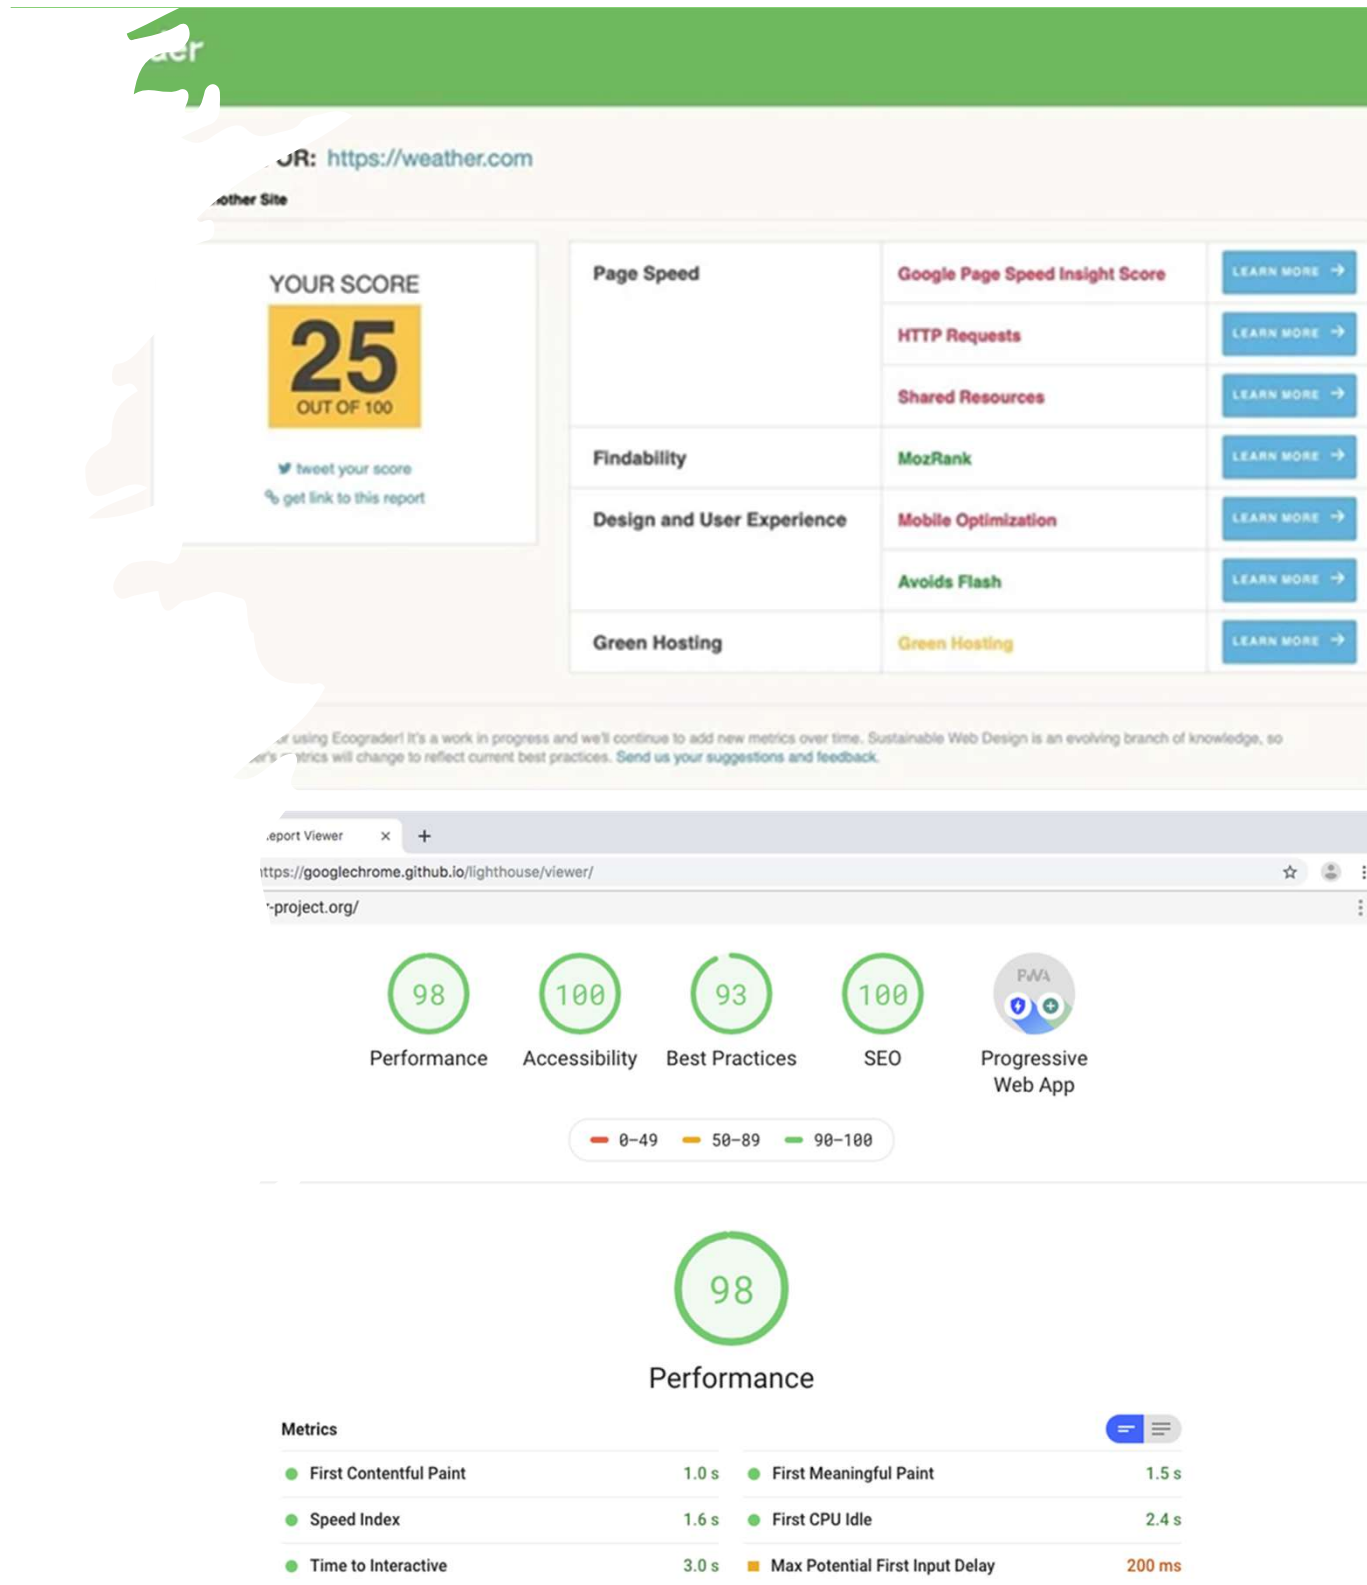 https://weather.com
Site
YOUR SCORE
25
OUT OF 100
tweet your score
get link to this report
Page Speed
Google Page Speed Insight Score
LEARN MORE
HTTP Requests
LEARN MORE
Shared Resources
LEARN MORE
Findability
MozRank
LEARN MORE
Design and User Experience
Mobile Optimization
LEARN MORE
Avoids Flash
LEARN MORE
Green Hosting
Green Hosting
LEARN MORE
using Ecograder! It's a work in progress and we'll continue to add new metrics over time. Sustainable Web Design is an evolving branch of knowledge, so
will change to reflect current best practices. Send us your suggestions and feedback.
Viewer
googlechrome.github.io/lighthouse/viewer/
-project.org/
98
100
93
100
PWA
Performance
Accessibility
Best Practices
SEO
Progressive
Web App
0–49
50–89
90–100
98
Performance
Metrics
First Contentful Paint 1.0 s
First Meaningful Paint 1.5 s
Speed Index 1.6 s
First CPU Idle 2.4 s
Time to Interactive 3.0 s
Max Potential First Input Delay 200 ms